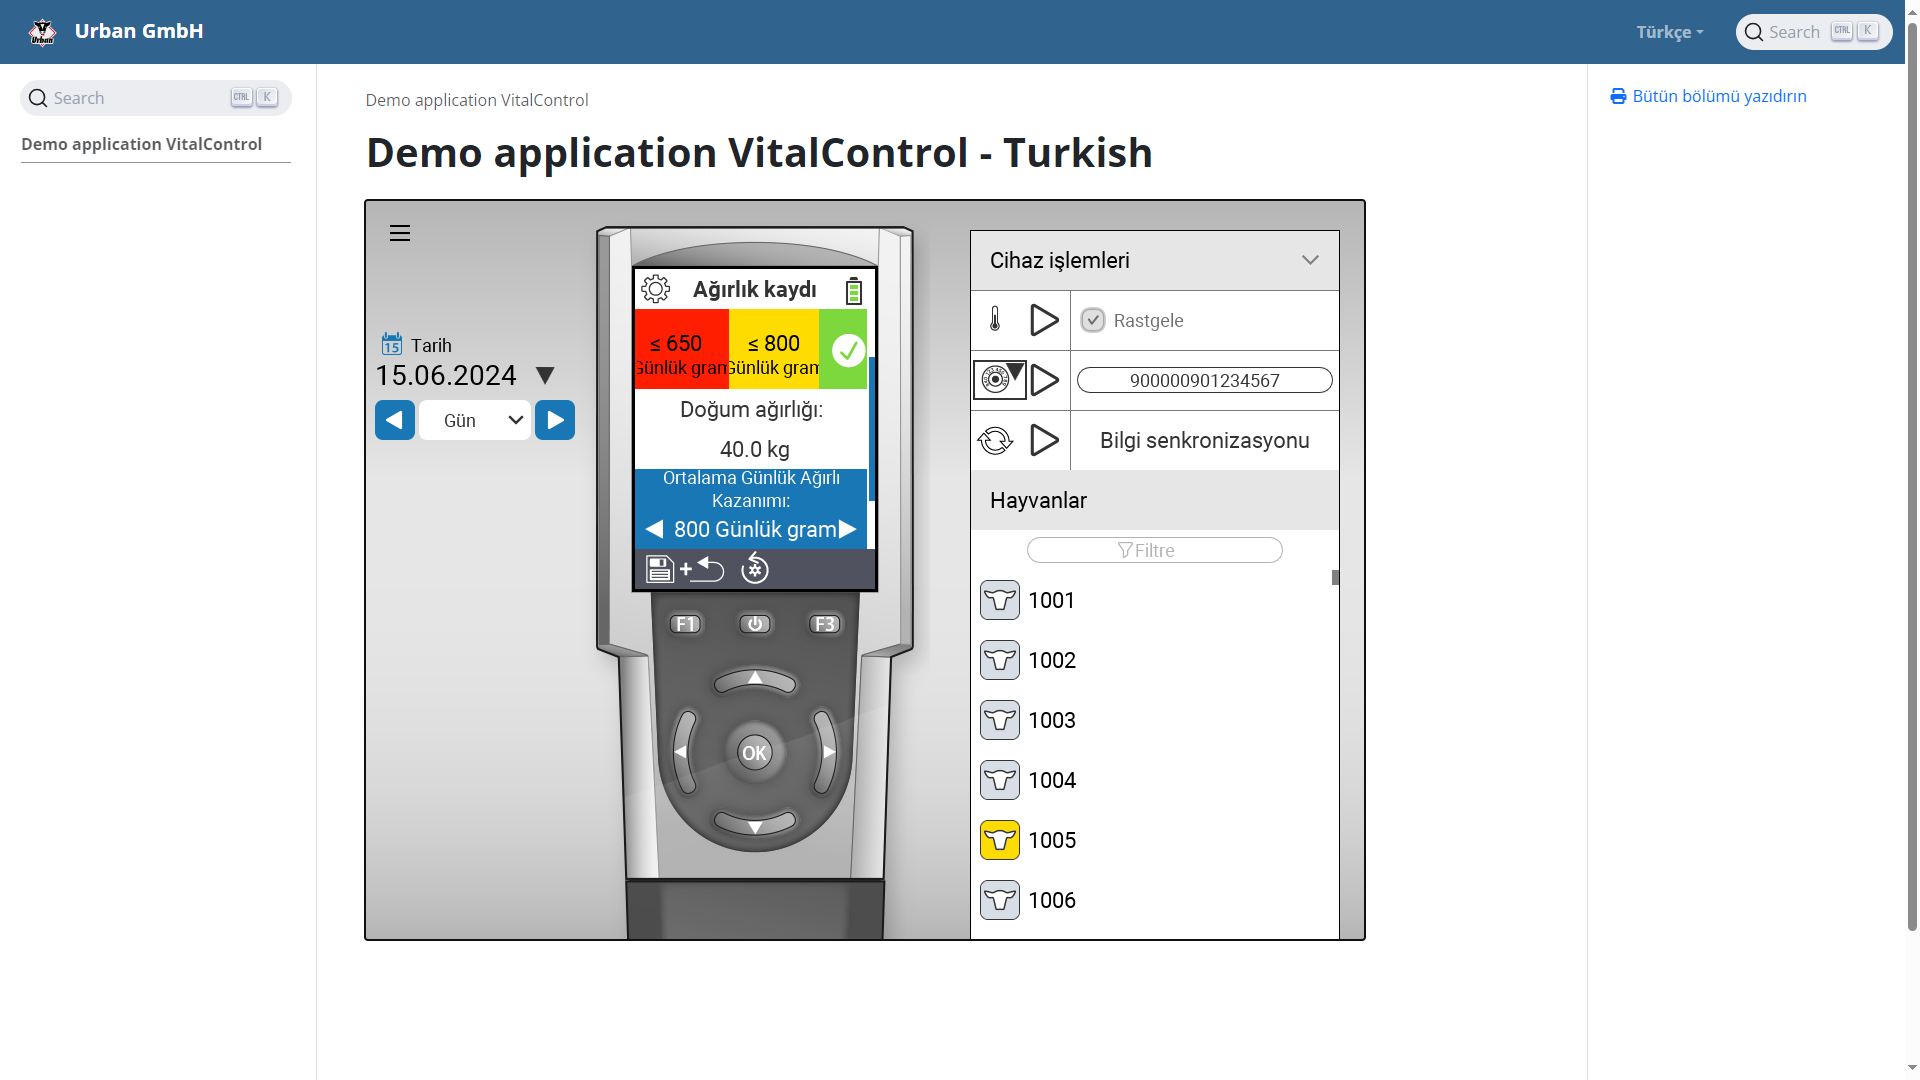 Urban GmbH
Türkçe
Search CTRL K
Search CTRL K
Demo application VitalControl
Demo application VitalControl
Demo application VitalControl - Turkish
Bütün bölümü yazıdırın
15 Tarih
15.06.2024
Gün
Ağırlık kaydı
≤ 650
≤ 800
Günlük gram
Günlük gram
Doğum ağırlığı:
40.0 kg
Ortalama Günlük Ağırlı
Kazanımı:
800 Günlük gram
F1
F3
OK
Cihaz işlemleri
Rastgele
900000901234567
Bilgi senkronizasyonu
Hayvanlar
Filtre
1001
1002
1003
1004
1005
1006